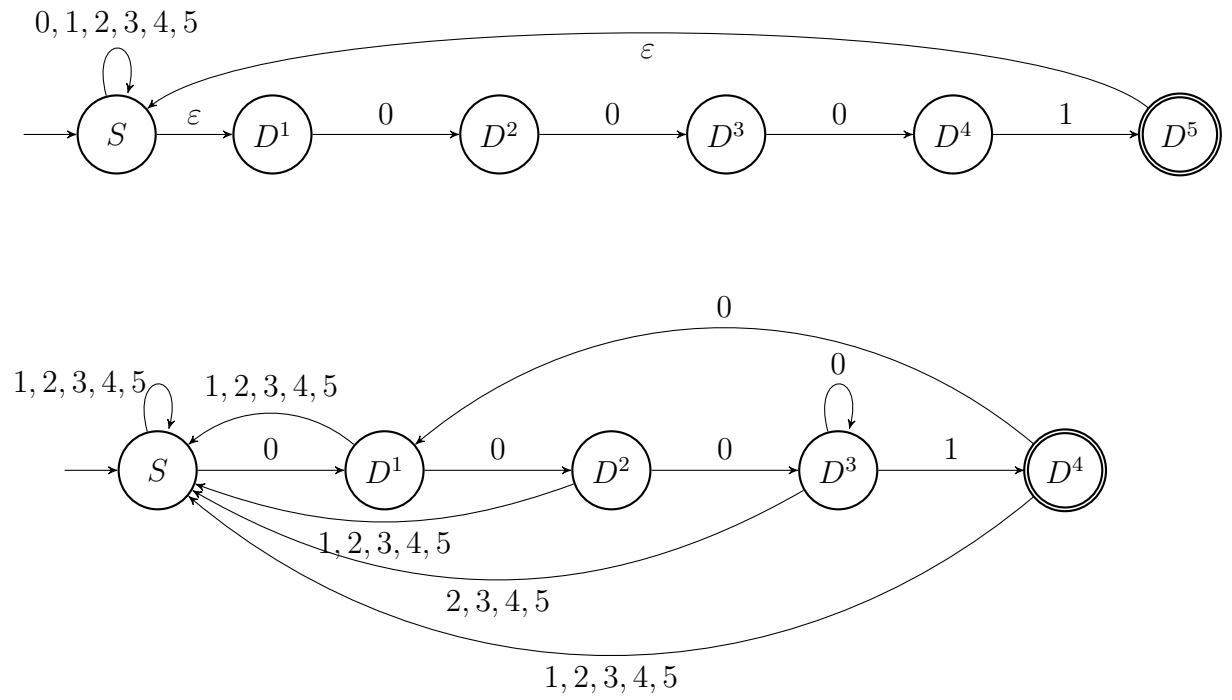 0, 1, 2, 3, 4, 5
ε
S ε D¹ 0 D² 0 D³ 0 D⁴ 1 D⁵
0
1, 2, 3, 4, 5 1, 2, 3, 4, 5 0
S 0 D¹ 0 D² 0 D³ 1 D⁴
1, 2, 3, 4, 5
2, 3, 4, 5
1, 2, 3, 4, 5